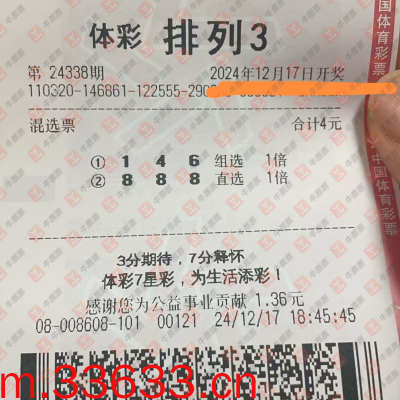 体彩 排列3
第 24338期 2024年12月17日开奖
110320-146861-122555-290
混选票 合计4元
① 1 4 6 组选 1倍
② 8 8 8 直选 1倍
3分期待，7分释怀
体彩7星彩，为生活添彩！
感谢您为公益事业贡献 1.36元
08-008608-101 00121 24/12/17 18:45:45
m.33633.cn
中国体育彩票
中国体育彩票